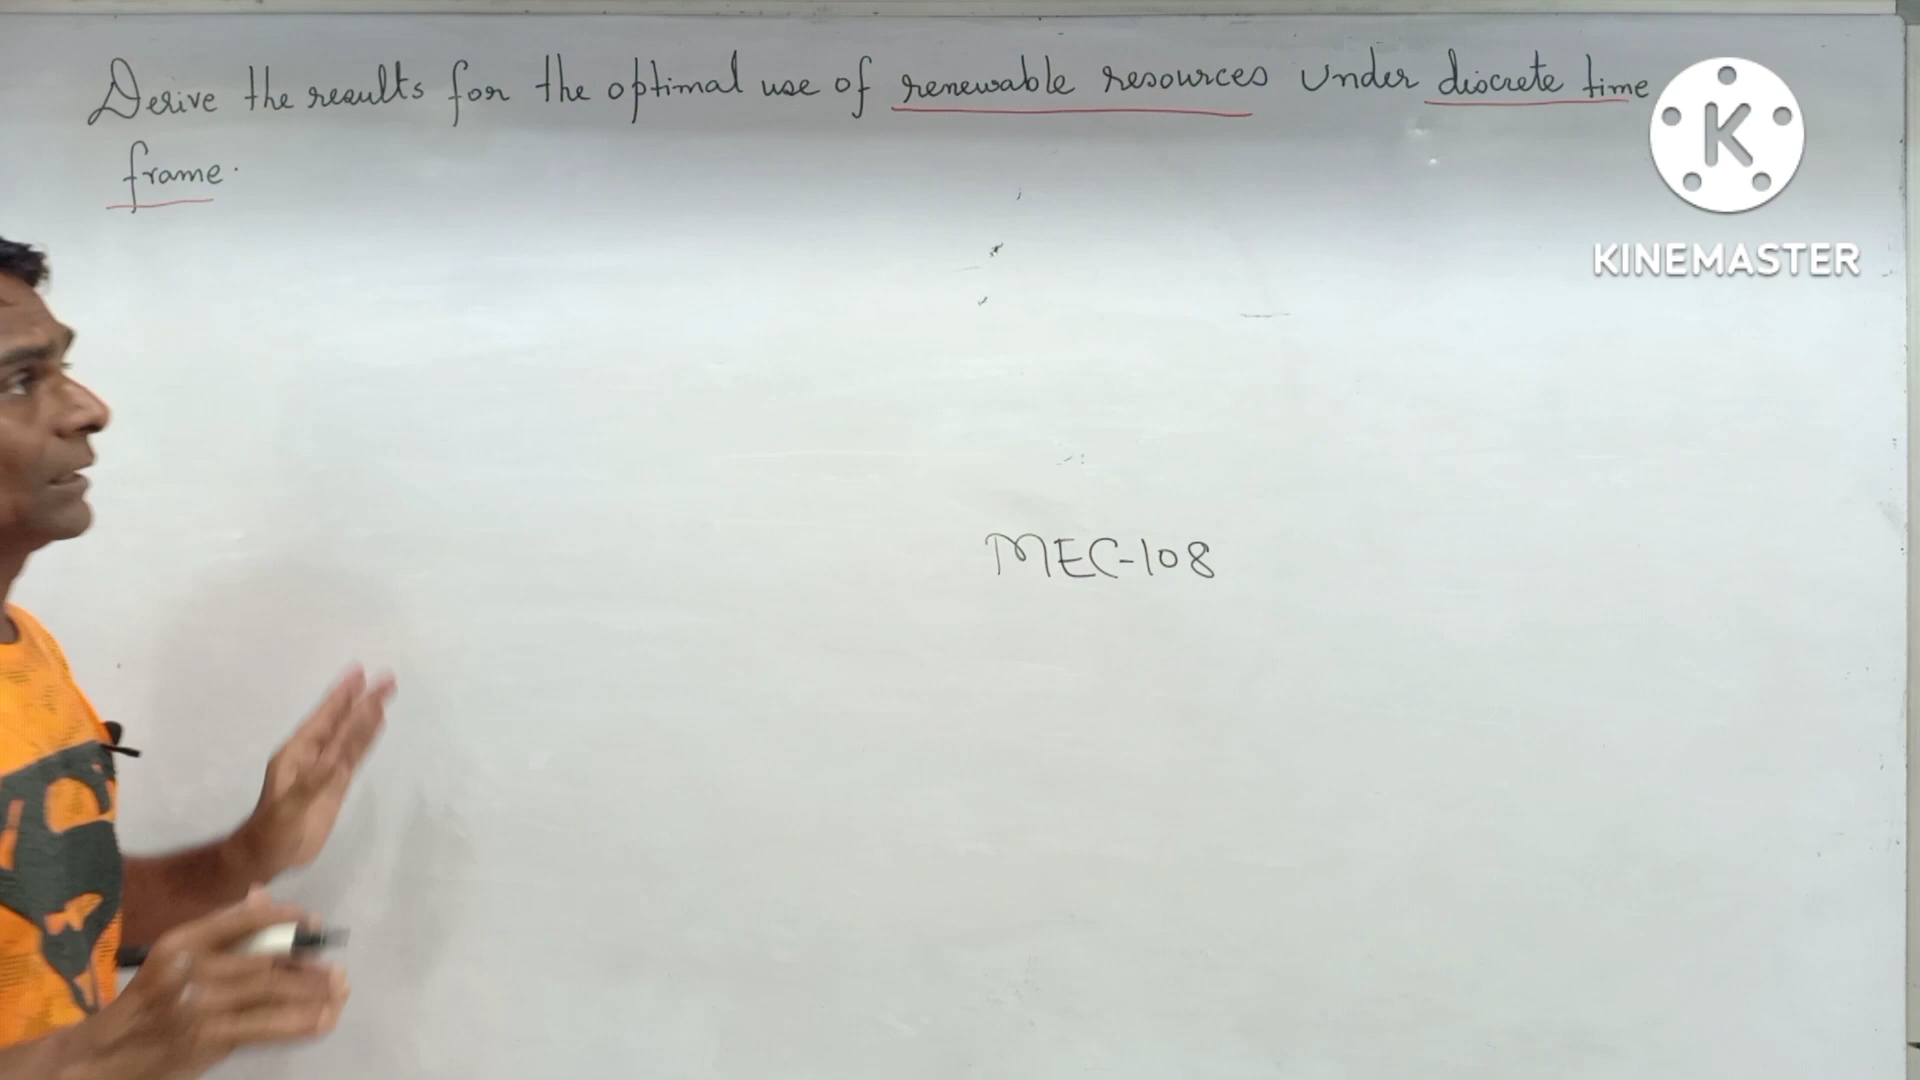 Derive the results for the optimal use of renewable resources under discrete time
frame.
K
KINEMASTER
MEC-108